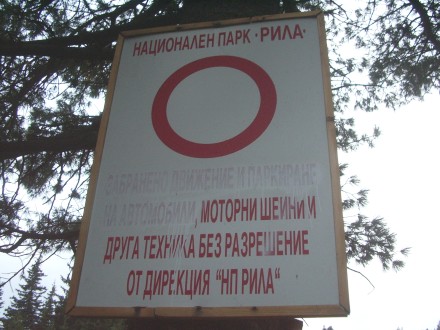 НАЦИОНАЛЕН ПАРК "РИЛА"
ЗАБРАНЕНО ДВИЖЕНИЕ И ПАРКИРАНЕ
НА АВТОМОБИЛИ, МОТОРНИ ШЕЙНИ И
ДРУГА ТЕХНИКА БЕЗ РАЗРЕШЕНИЕ
ОТ ДИРЕКЦИЯ "НП РИЛА"